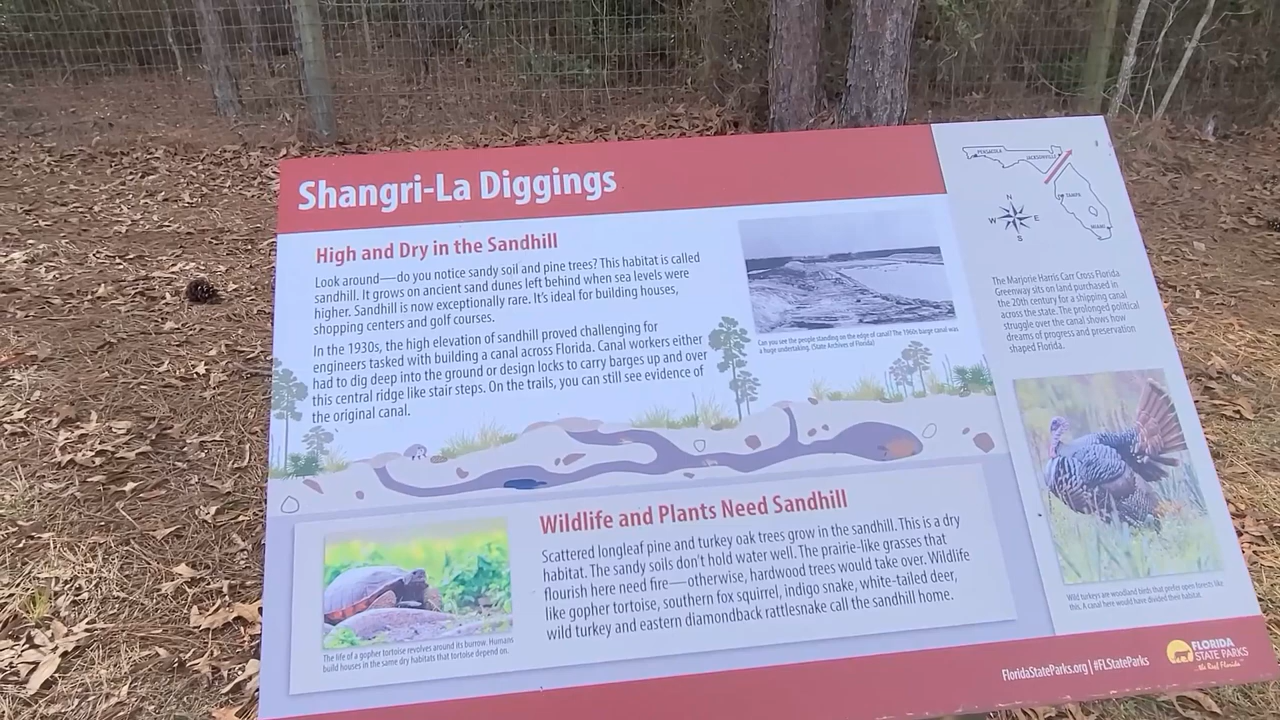 Shangri-La Diggings
High and Dry in the Sandhill
Look around—do you notice sandy soil and pine trees? This habitat is called
sandhill. It grows on ancient sand dunes left behind when sea levels were
higher. Sandhill is now exceptionally rare. It's ideal for building houses,
shopping centers and golf courses.
In the 1930s, the high elevation of sandhill proved challenging for
engineers tasked with building a canal across Florida. Canal workers either
had to dig deep into the ground or design locks to carry barges up and over
this central ridge like stair steps. On the trails, you can still see evidence of
the original canal.
Can you see the people standing on the edge of canal? The 1960s barge canal was
a huge undertaking. (State Archives of Florida)
Wildlife and Plants Need Sandhill
Scattered longleaf pine and turkey oak trees grow in the sandhill. This is a dry
habitat. The sandy soils don't hold water well. The prairie-like grasses that
flourish here need fire—otherwise, hardwood trees would take over. Wildlife
like gopher tortoise, southern fox squirrel, indigo snake, white-tailed deer,
wild turkey and eastern diamondback rattlesnake call the sandhill home.
The life of a gopher tortoise revolves around its burrow. Humans
build houses in the same dry habitats that tortoise depend on.
PENSACOLA
JACKSONVILLE
TAMPA
MIAMI
N
W E
S
The Marjorie Harris Carr Cross Florida
Greenway sits on land purchased in
the 20th century for a shipping canal
across the state. The prolonged political
struggle over the canal shows how
dreams of progress and preservation
shaped Florida.
Wild turkeys are woodland birds that prefer open forests like
this. A canal here would have divided their habitat.
FloridaStateParks.org | #FLStateParks
FLORIDA
STATE PARKS
...the Real Florida